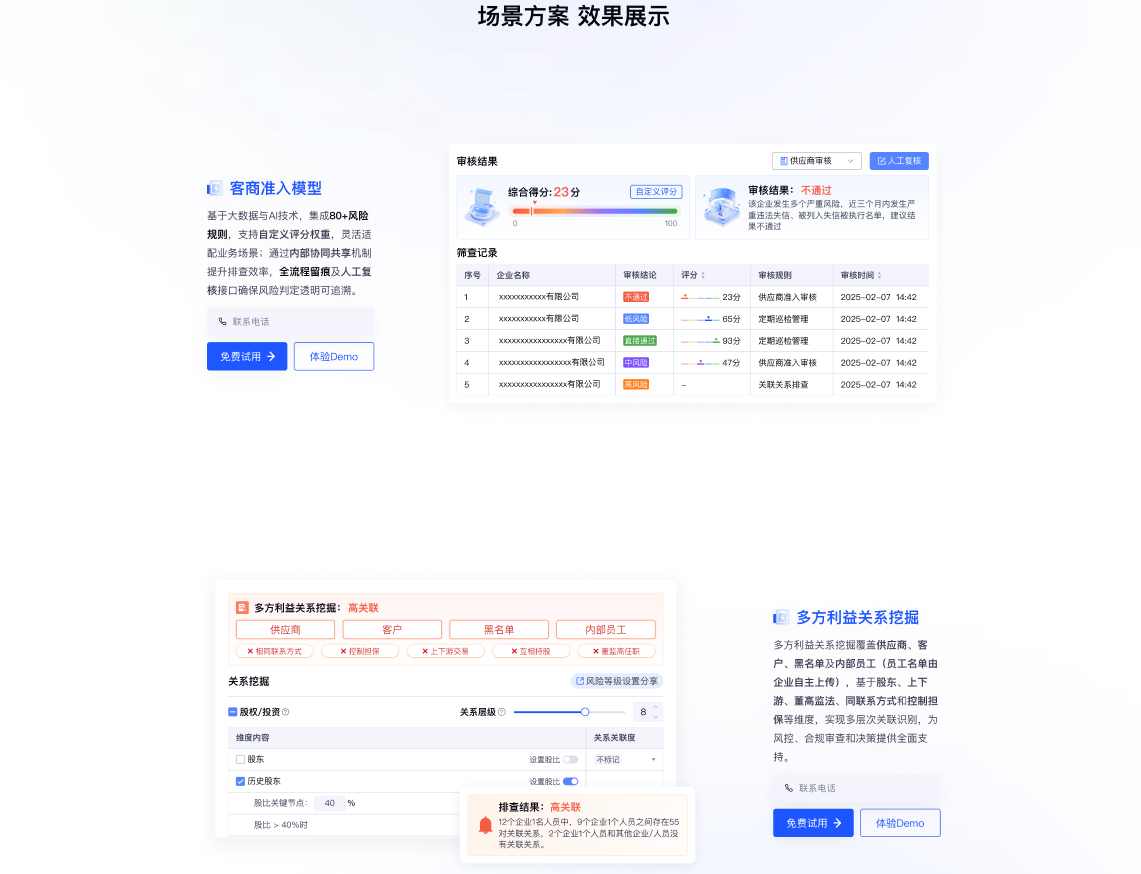 场景方案 效果展示
客商准入模型
基于大数据与AI技术，集成80+风险
规则，支持自定义评分权重，灵活适
配业务场景；通过内部协同共享机制
提升排查效率，全流程留痕及人工复
核接口确保风险判定透明可追溯。
联系电话
免费试用 → 体验Demo
审核结果 供应商审核 人工复核
综合得分: 23 分 自定义评分
0 100
审核结果： 不通过
该企业发生多个严重风险，近三个月内发生严
重违法失信、被列入失信被执行名单，建议结
果不通过
筛查记录
序号 企业名称 审核结论 评分 审核规则 审核时间
1 xxxxxxxxxxx有限公司 不通过 23分 供应商准入审核 2025-02-07 14:42
2 xxxxxxxxxxx有限公司 低风险 65分 定期巡检管理 2025-02-07 14:42
3 xxxxxxxxxxxxxxxx有限公司 直接通过 93分 定期巡检管理 2025-02-07 14:42
4 xxxxxxxxxxxxxxxxx有限公司 中风险 47分 供应商准入审核 2025-02-07 14:42
5 xxxxxxxxxxxxxxxx有限公司 高风险 – 关联关系排查 2025-02-07 14:42
多方利益关系挖掘： 高关联
供应商 客户 黑名单 内部员工
×相同联系方式 ×控制担保 ×上下游交易 ×互相持股 ×董监高任职
关系挖掘 风险等级设置分享
股权/投资 关系层级 8
维度内容 关系关联度
股东 设置股比 不标记
历史股东 设置股比
股比关键节点： 40 %
股比 > 40%时
排查结果： 高关联
12个企业1名人员中，9个企业1个人员之间存在55
对关联关系，2个企业1个人员和其他企业/人员没
有关联关系。
多方利益关系挖掘
多方利益关系挖掘覆盖供应商、客
户、黑名单及内部员工（员工名单由
企业自主上传），基于股东、上下
游、董高监法、同联系方式和控制担
保等维度，实现多层次关联识别，为
风控、合规审查和决策提供全面支
持。
联系电话
免费试用 → 体验Demo